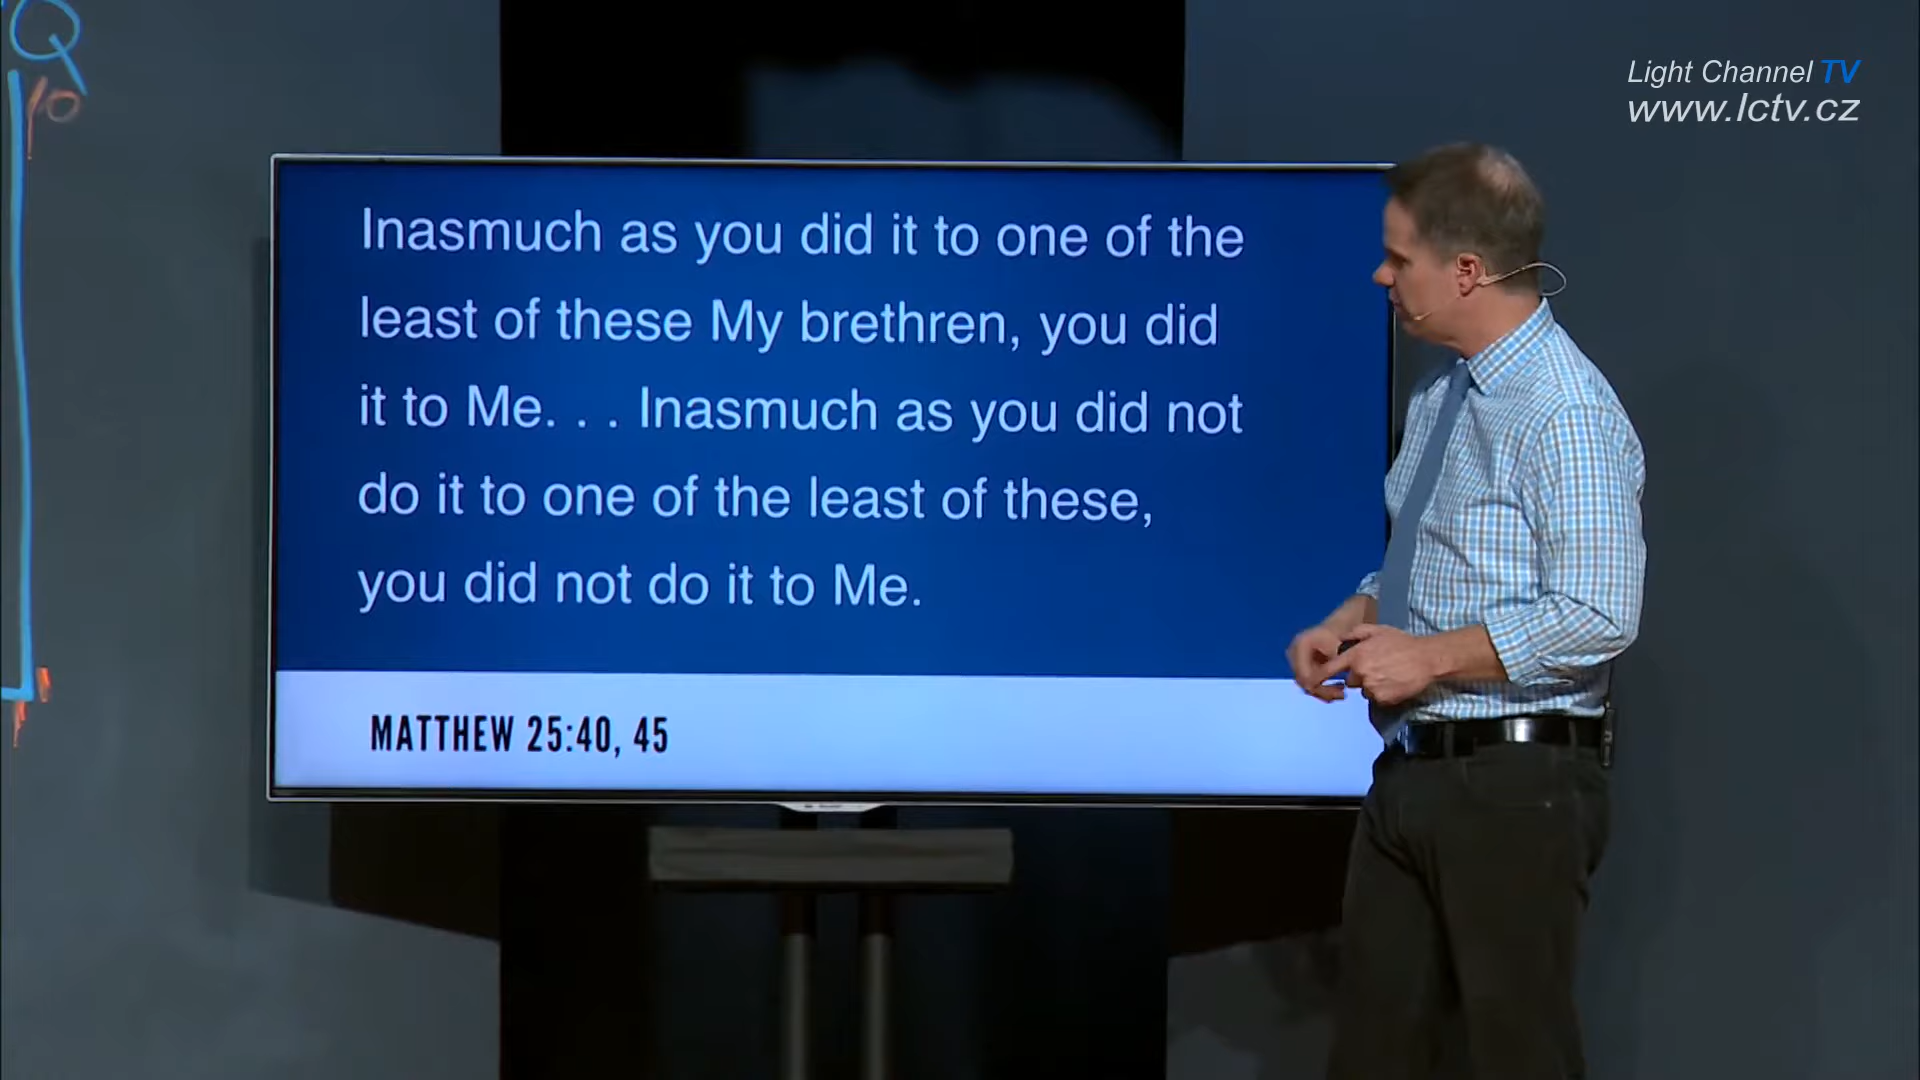 Q
Light Channel TV
www.lctv.cz
Inasmuch as you did it to one of the
least of these My brethren, you did
it to Me. . . Inasmuch as you did not
do it to one of the least of these,
you did not do it to Me.
MATTHEW 25:40, 45